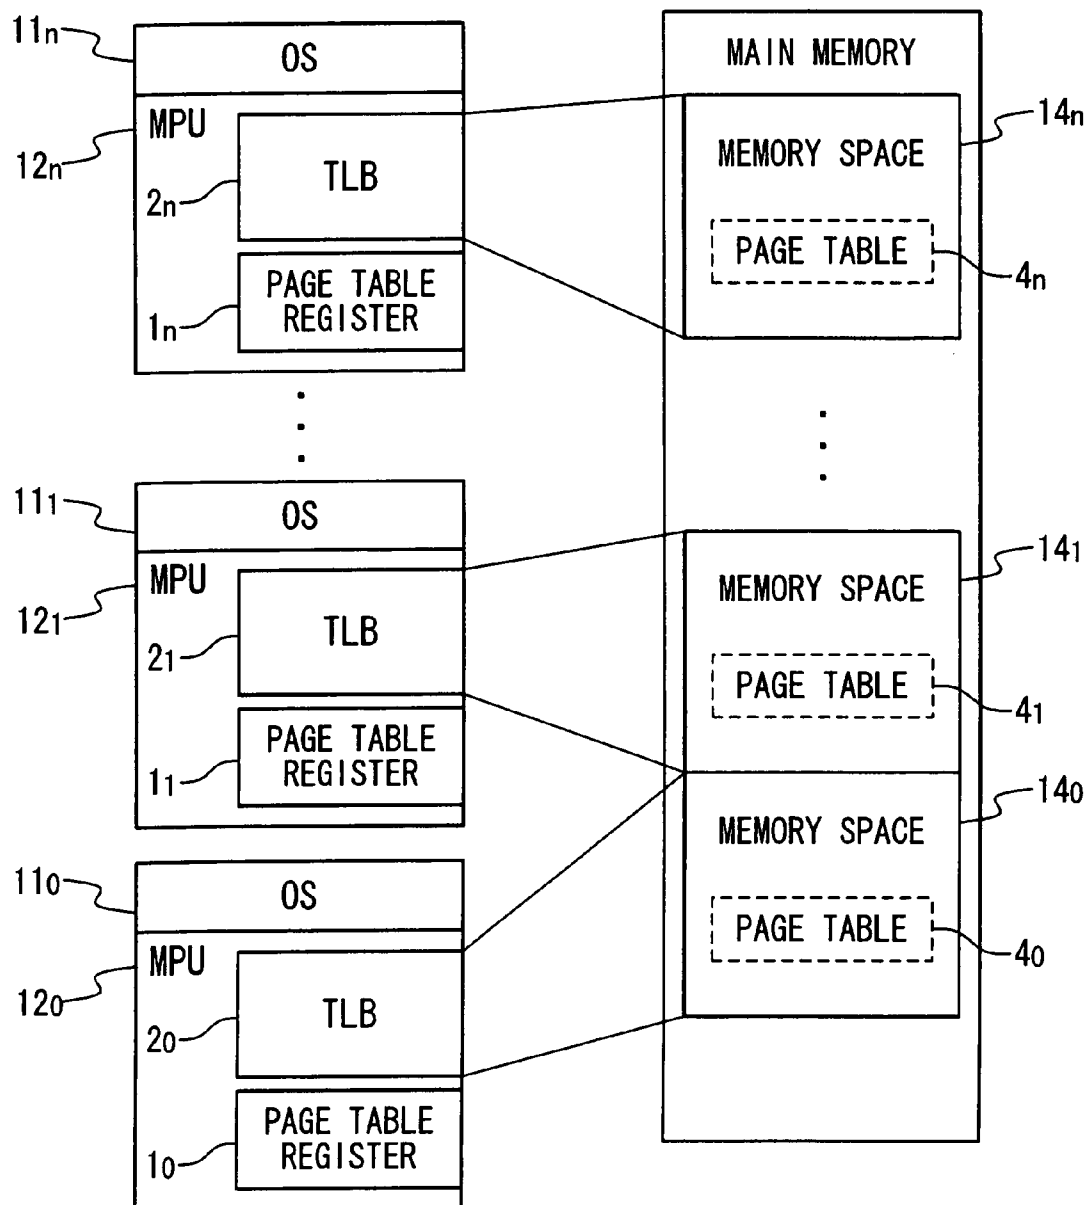 11n
OS
MPU
12n
TLB
2n
PAGE TABLE
REGISTER
1n
111
OS
MPU
121
TLB
21
PAGE TABLE
REGISTER
11
110
OS
MPU
120
TLB
20
PAGE TABLE
REGISTER
10
MAIN MEMORY
14n
MEMORY SPACE
PAGE TABLE
4n
141
MEMORY SPACE
PAGE TABLE
41
140
MEMORY SPACE
PAGE TABLE
40